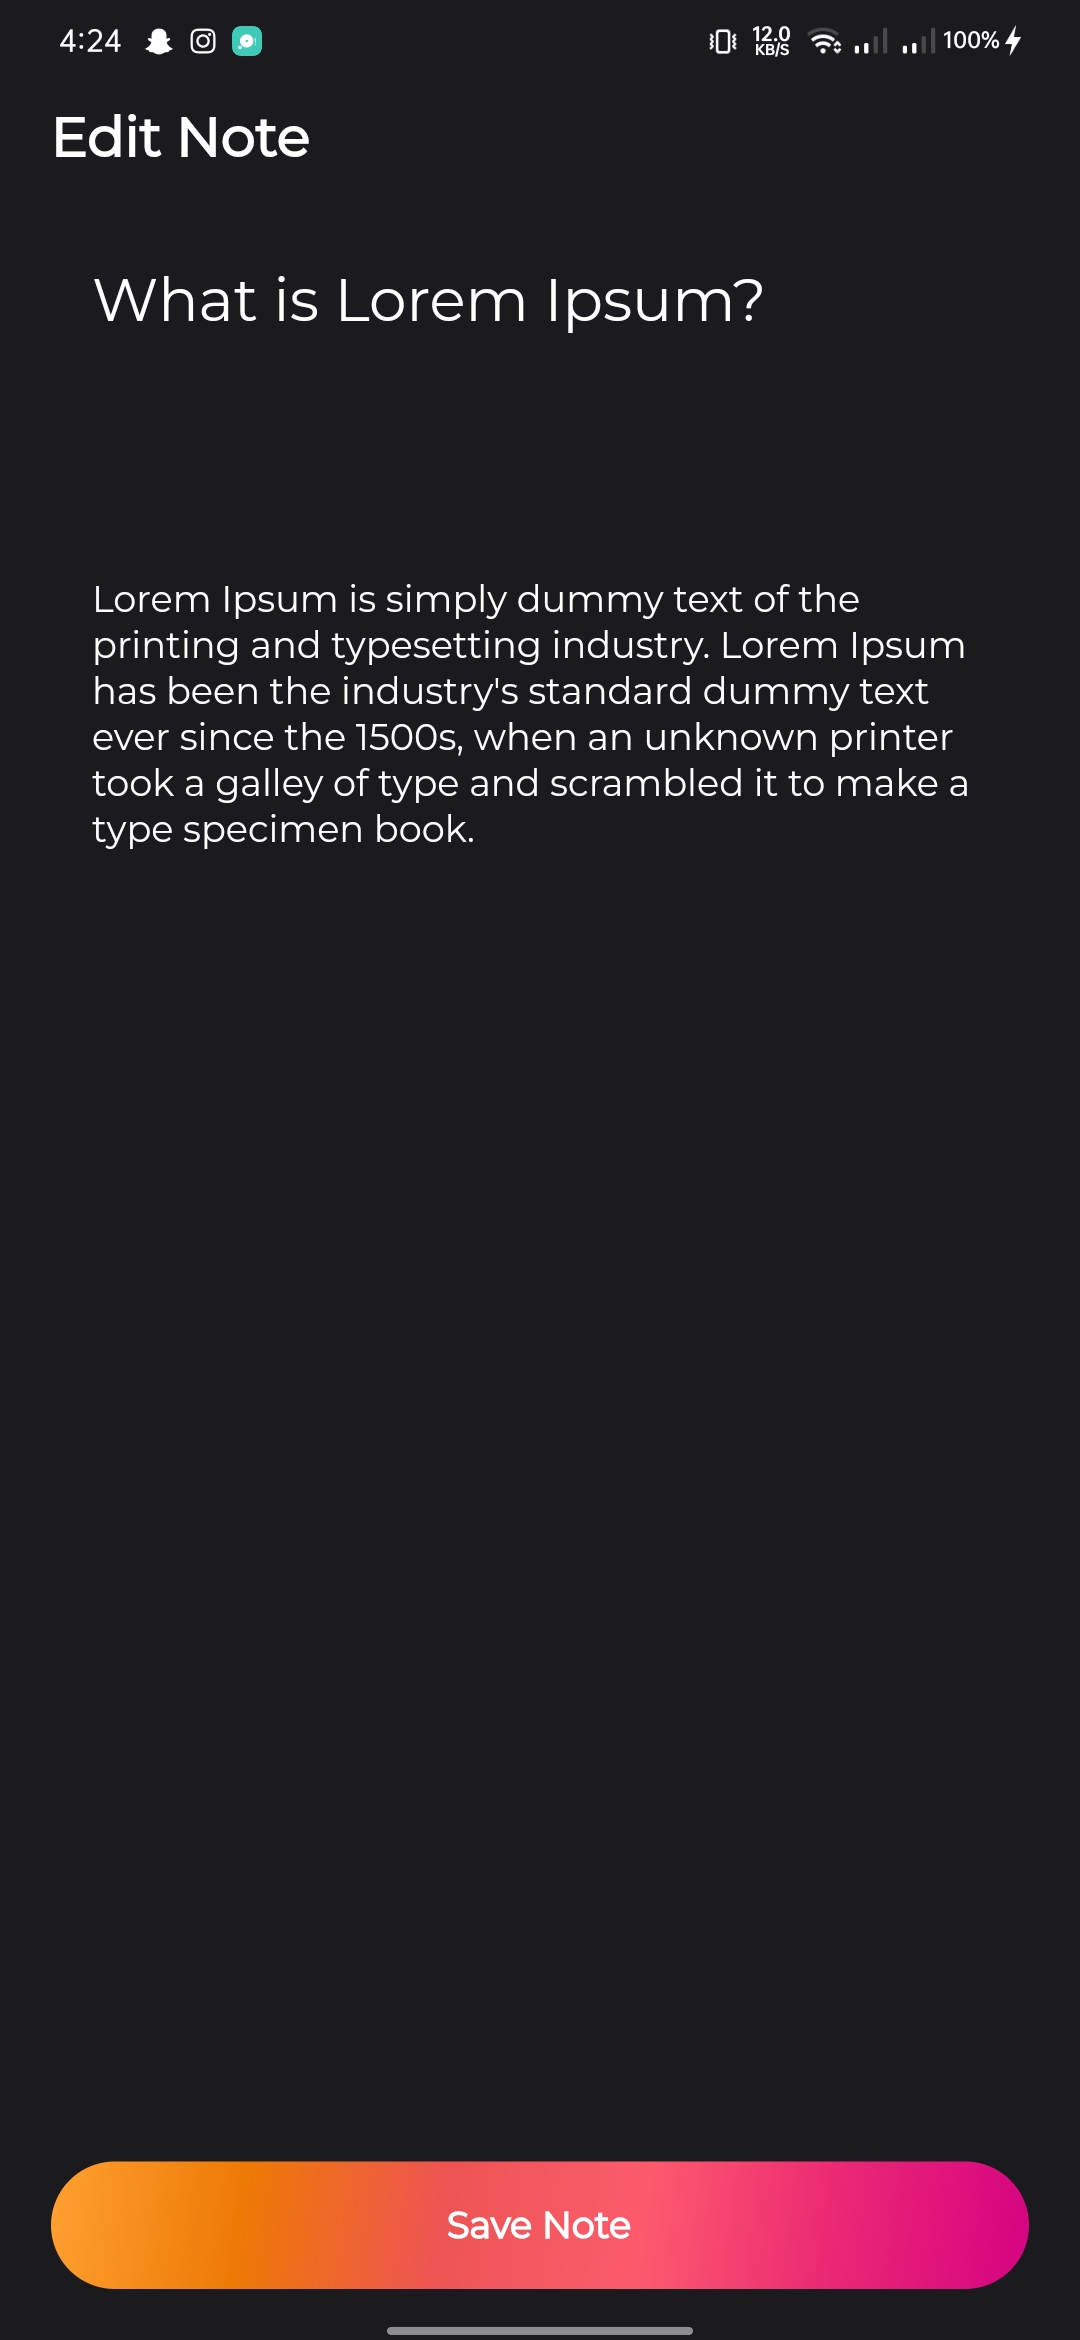 4:24
12.0
KB/S
100%
Edit Note
What is Lorem Ipsum?
Lorem Ipsum is simply dummy text of the
printing and typesetting industry. Lorem Ipsum
has been the industry's standard dummy text
ever since the 1500s, when an unknown printer
took a galley of type and scrambled it to make a
type specimen book.
Save Note